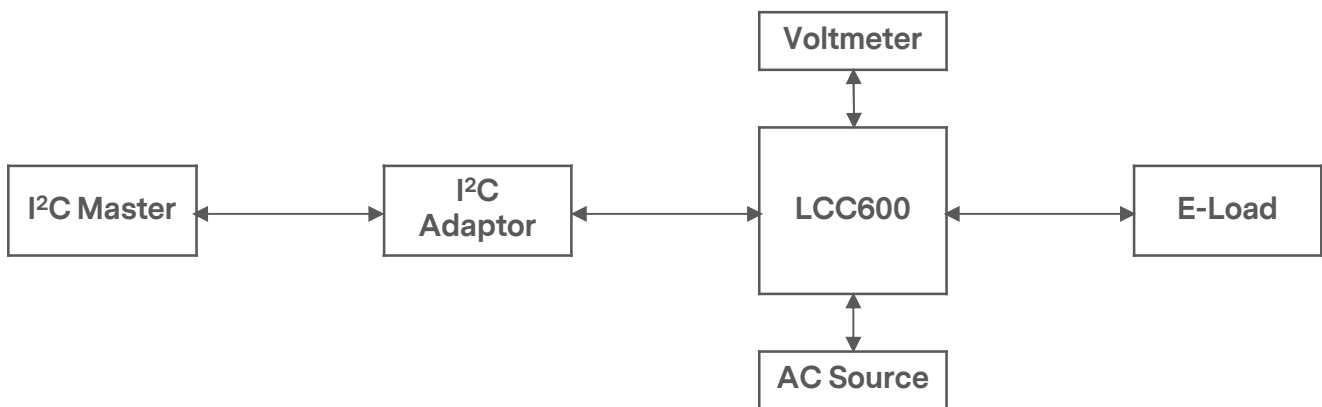 Voltmeter
I²C Master
I²C
Adaptor
LCC600
E-Load
AC Source